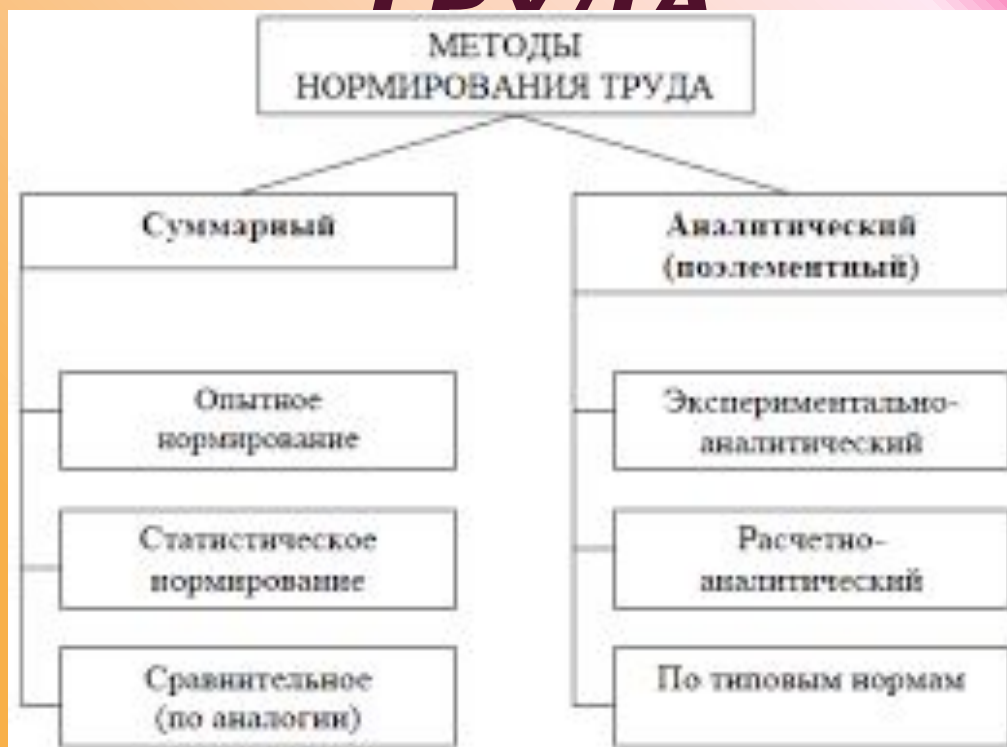 ТРУДА
МЕТОДЫ
НОРМИРОВАНИЯ ТРУДА
Суммарный
Аналитический
(поэлементный)
Опытное
нормирование
Экспериментально-
аналитический
Статистическое
нормирование
Расчетно-
аналитический
Сравнительное
(по аналогии)
По типовым нормам